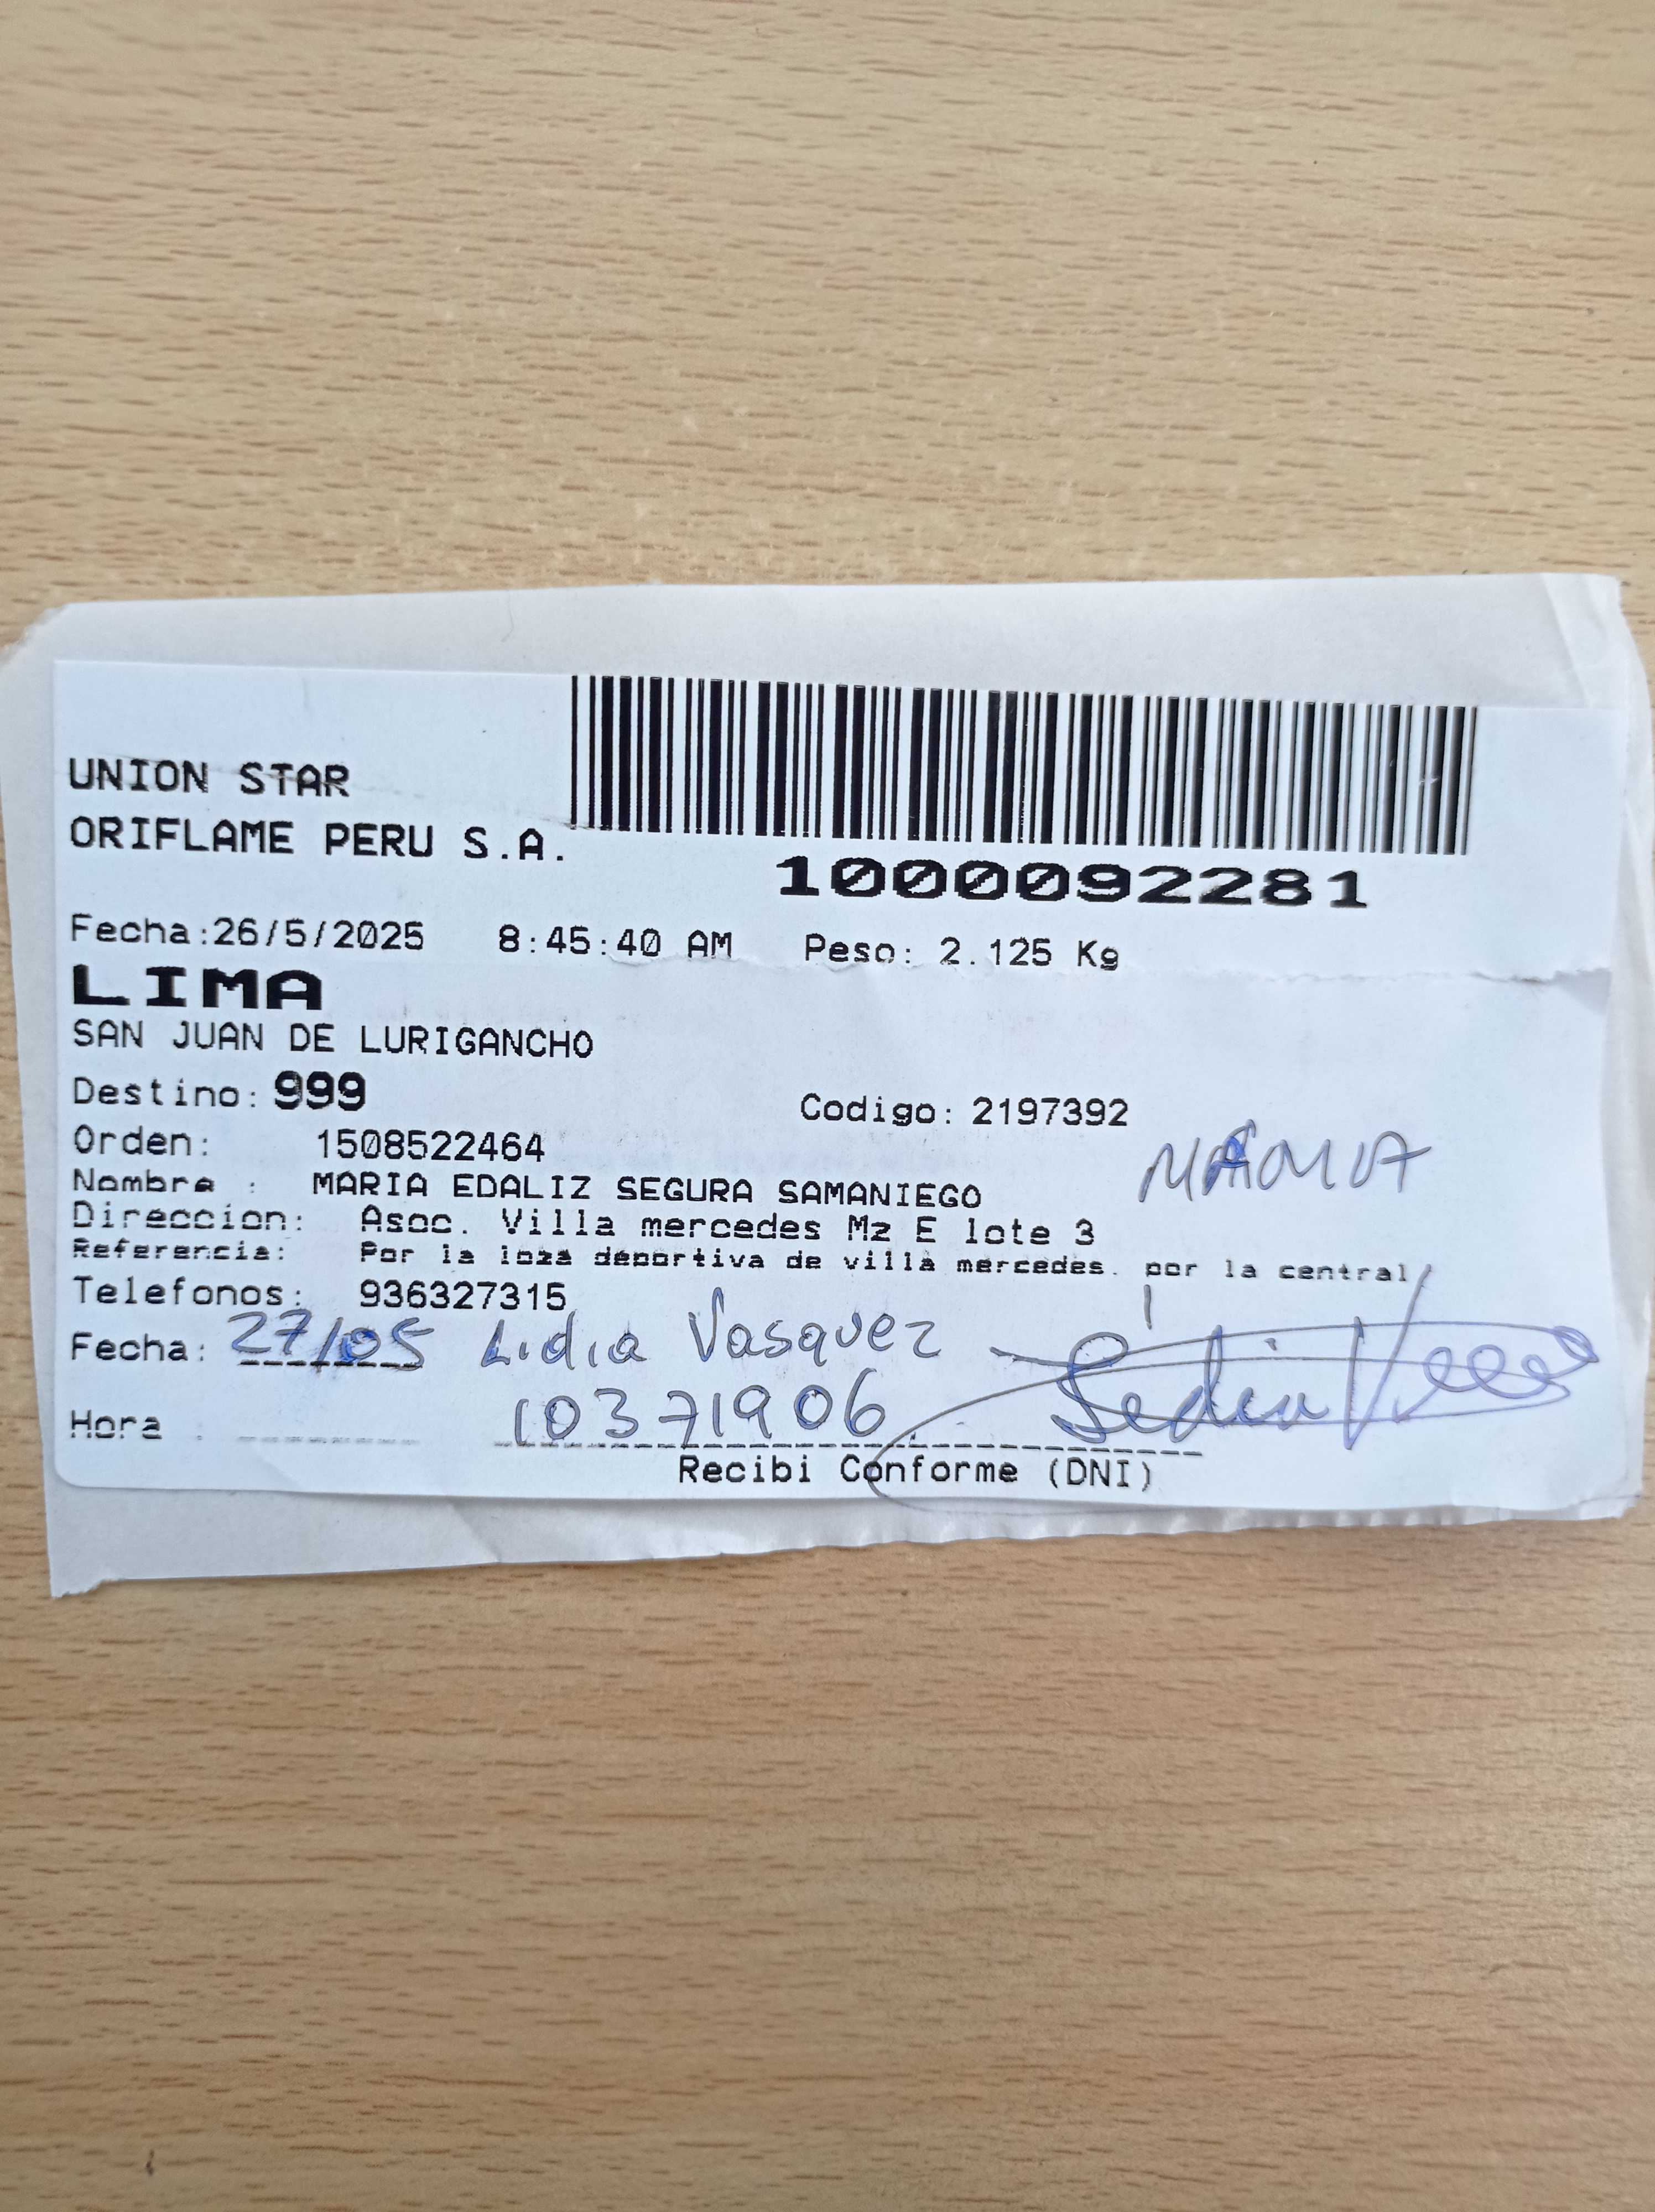 UNION STAR
ORIFLAME PERU S.A.
1000092281
Fecha:26/5/2025 8:45:40 AM Peso: 2.125 Kg
LIMA
SAN JUAN DE LURIGANCHO
Destino: 999 Codigo: 2197392
Orden: 1508522464
Nombre : MARIA EDALIZ SEGURA SAMANIEGO
Direccion: Asoc. Villa mercedes Mz E lote 3
Referencia: Por la loza deportiva de villa mercedes. por la central
Telefonos: 936327315
Fecha: 27/05 Lidia Vasquez
Hora : 10371906
Recibi Conforme (DNI)